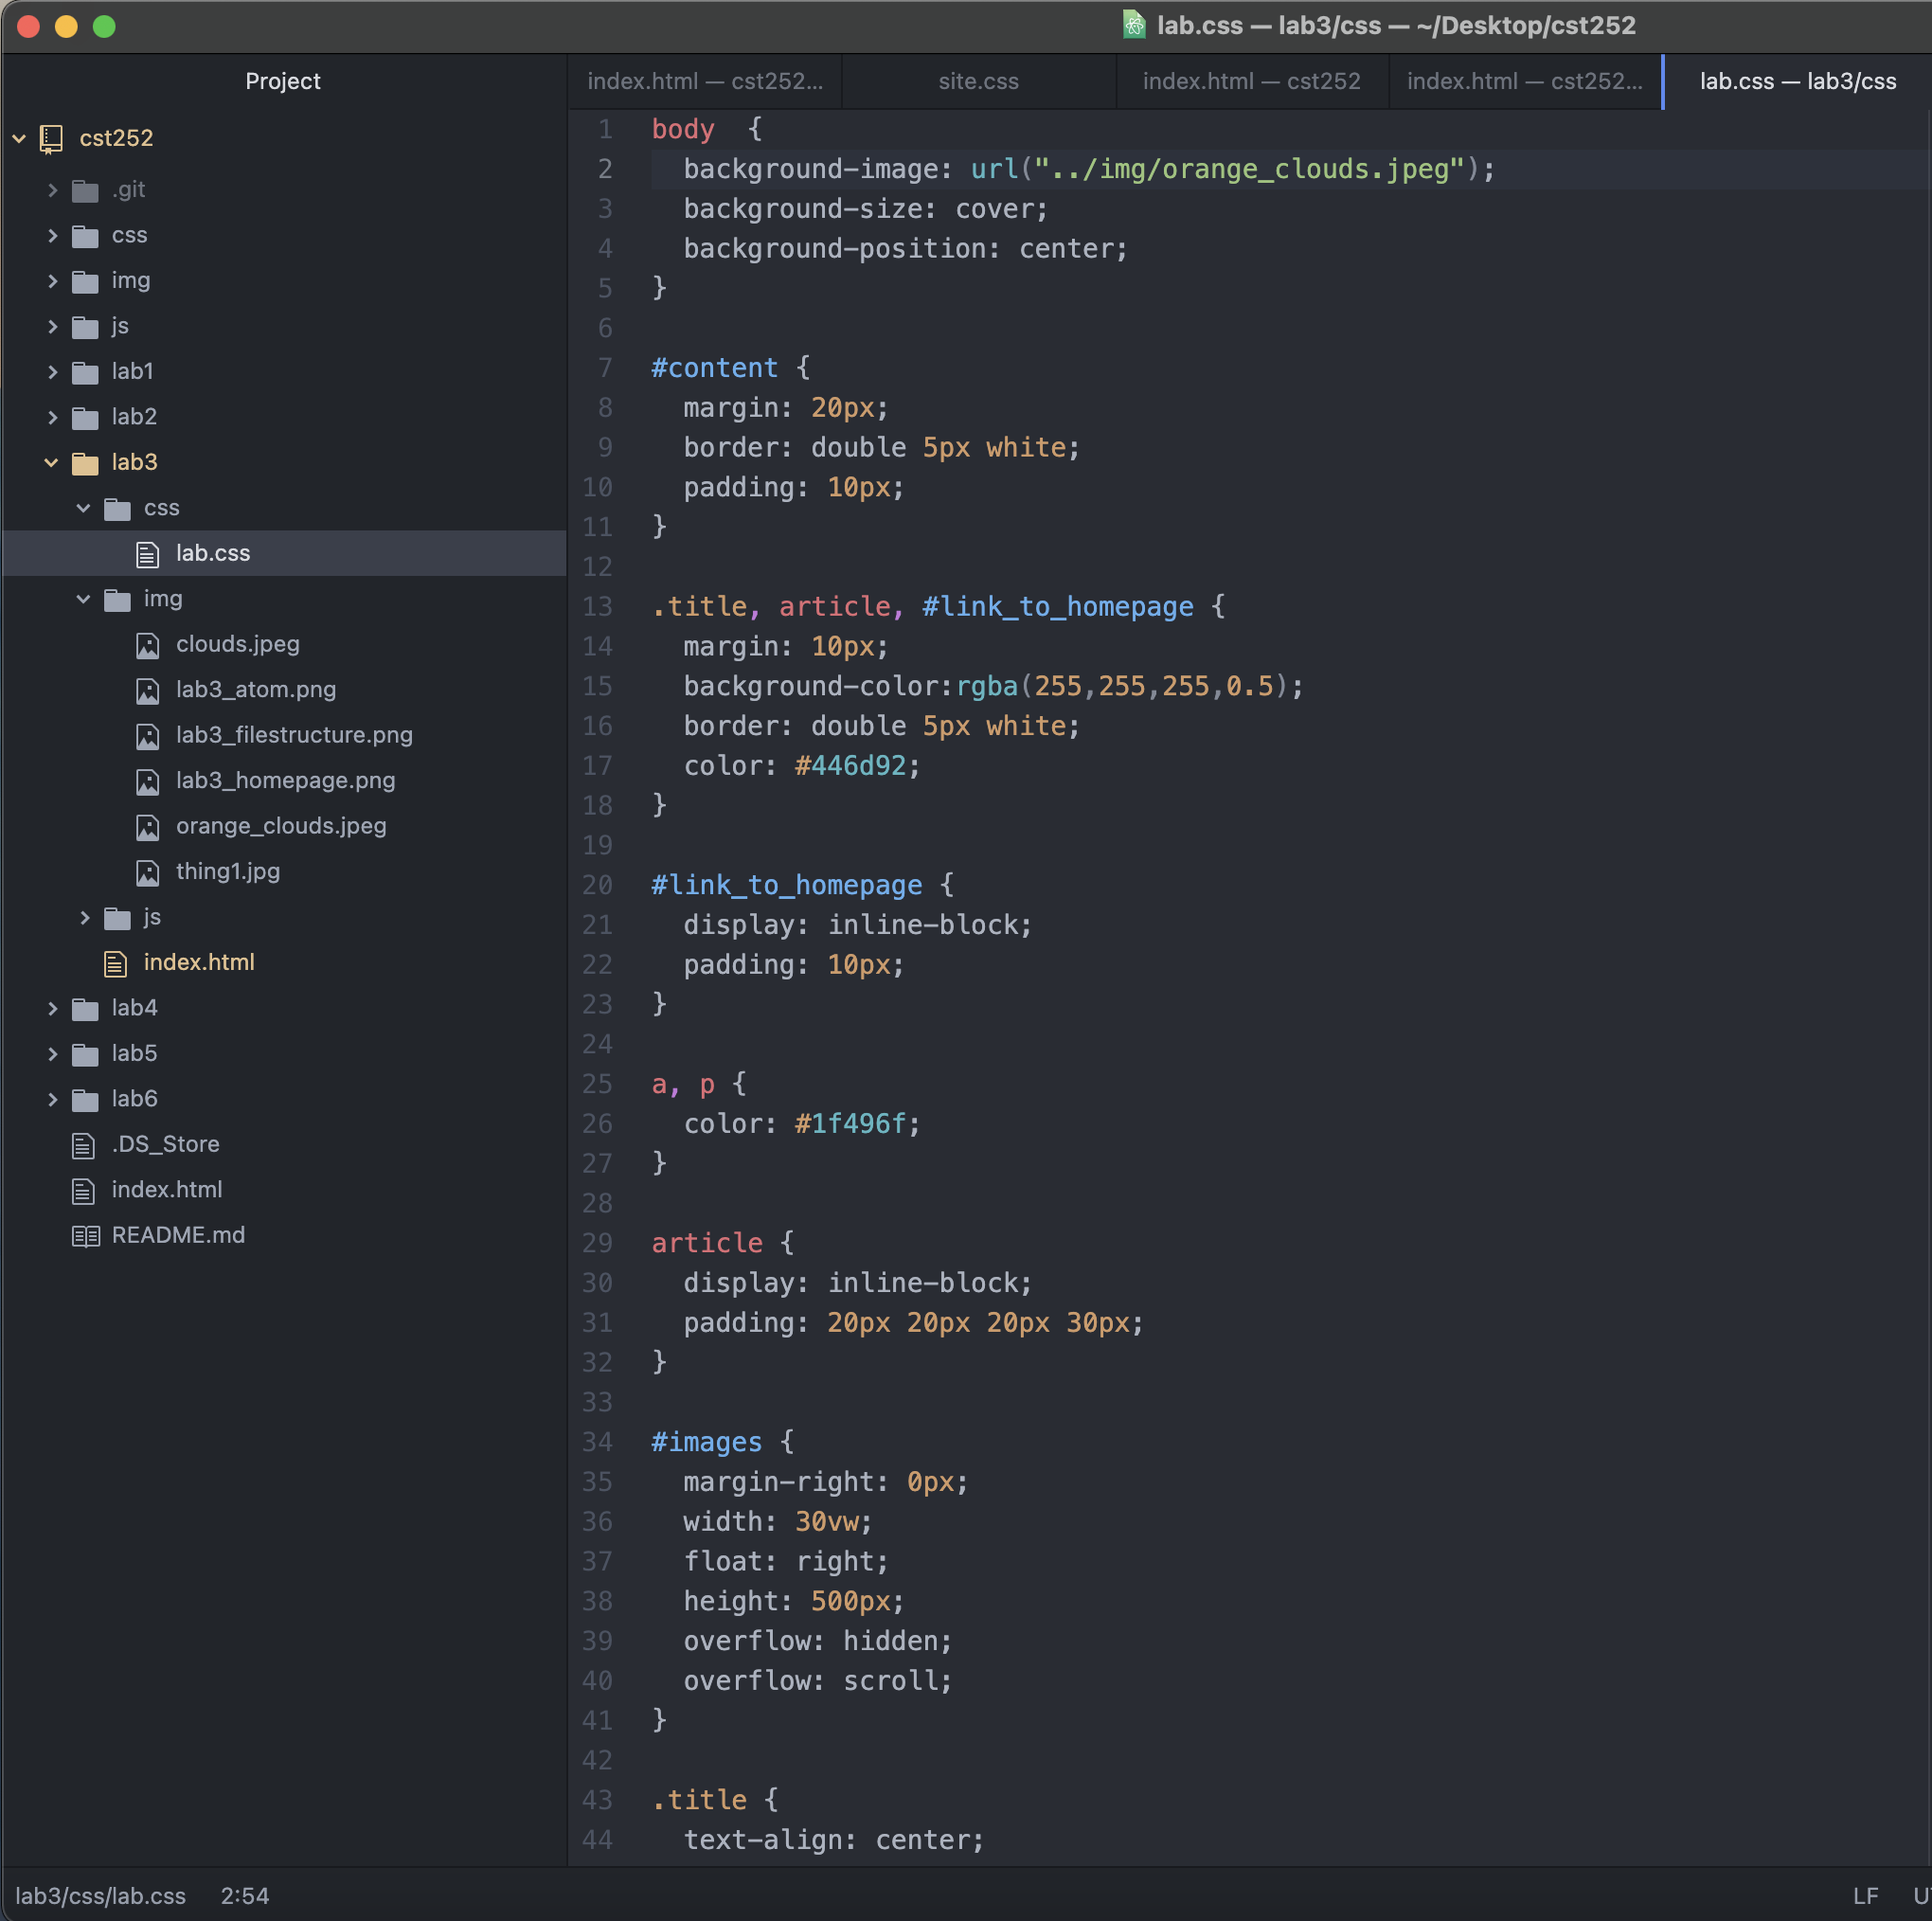 lab.css — lab3/css — ~/Desktop/cst252
Project
index.html — cst252...
site.css
index.html — cst252
index.html — cst252...
lab.css — lab3/css
cst252
.git
css
img
js
lab1
lab2
lab3
css
lab.css
img
clouds.jpeg
lab3_atom.png
lab3_filestructure.png
lab3_homepage.png
orange_clouds.jpeg
thing1.jpg
js
index.html
lab4
lab5
lab6
.DS_Store
index.html
README.md
1 body  {
2   background-image: url("../img/orange_clouds.jpeg");
3   background-size: cover;
4   background-position: center;
5 }
6
7 #content {
8   margin: 20px;
9   border: double 5px white;
10   padding: 10px;
11 }
12
13 .title, article, #link_to_homepage {
14   margin: 10px;
15   background-color:rgba(255,255,255,0.5);
16   border: double 5px white;
17   color: #446d92;
18 }
19
20 #link_to_homepage {
21   display: inline-block;
22   padding: 10px;
23 }
24
25 a, p {
26   color: #1f496f;
27 }
28
29 article {
30   display: inline-block;
31   padding: 20px 20px 20px 30px;
32 }
33
34 #images {
35   margin-right: 0px;
36   width: 30vw;
37   float: right;
38   height: 500px;
39   overflow: hidden;
40   overflow: scroll;
41 }
42
43 .title {
44   text-align: center;
lab3/css/lab.css 2:54
LF